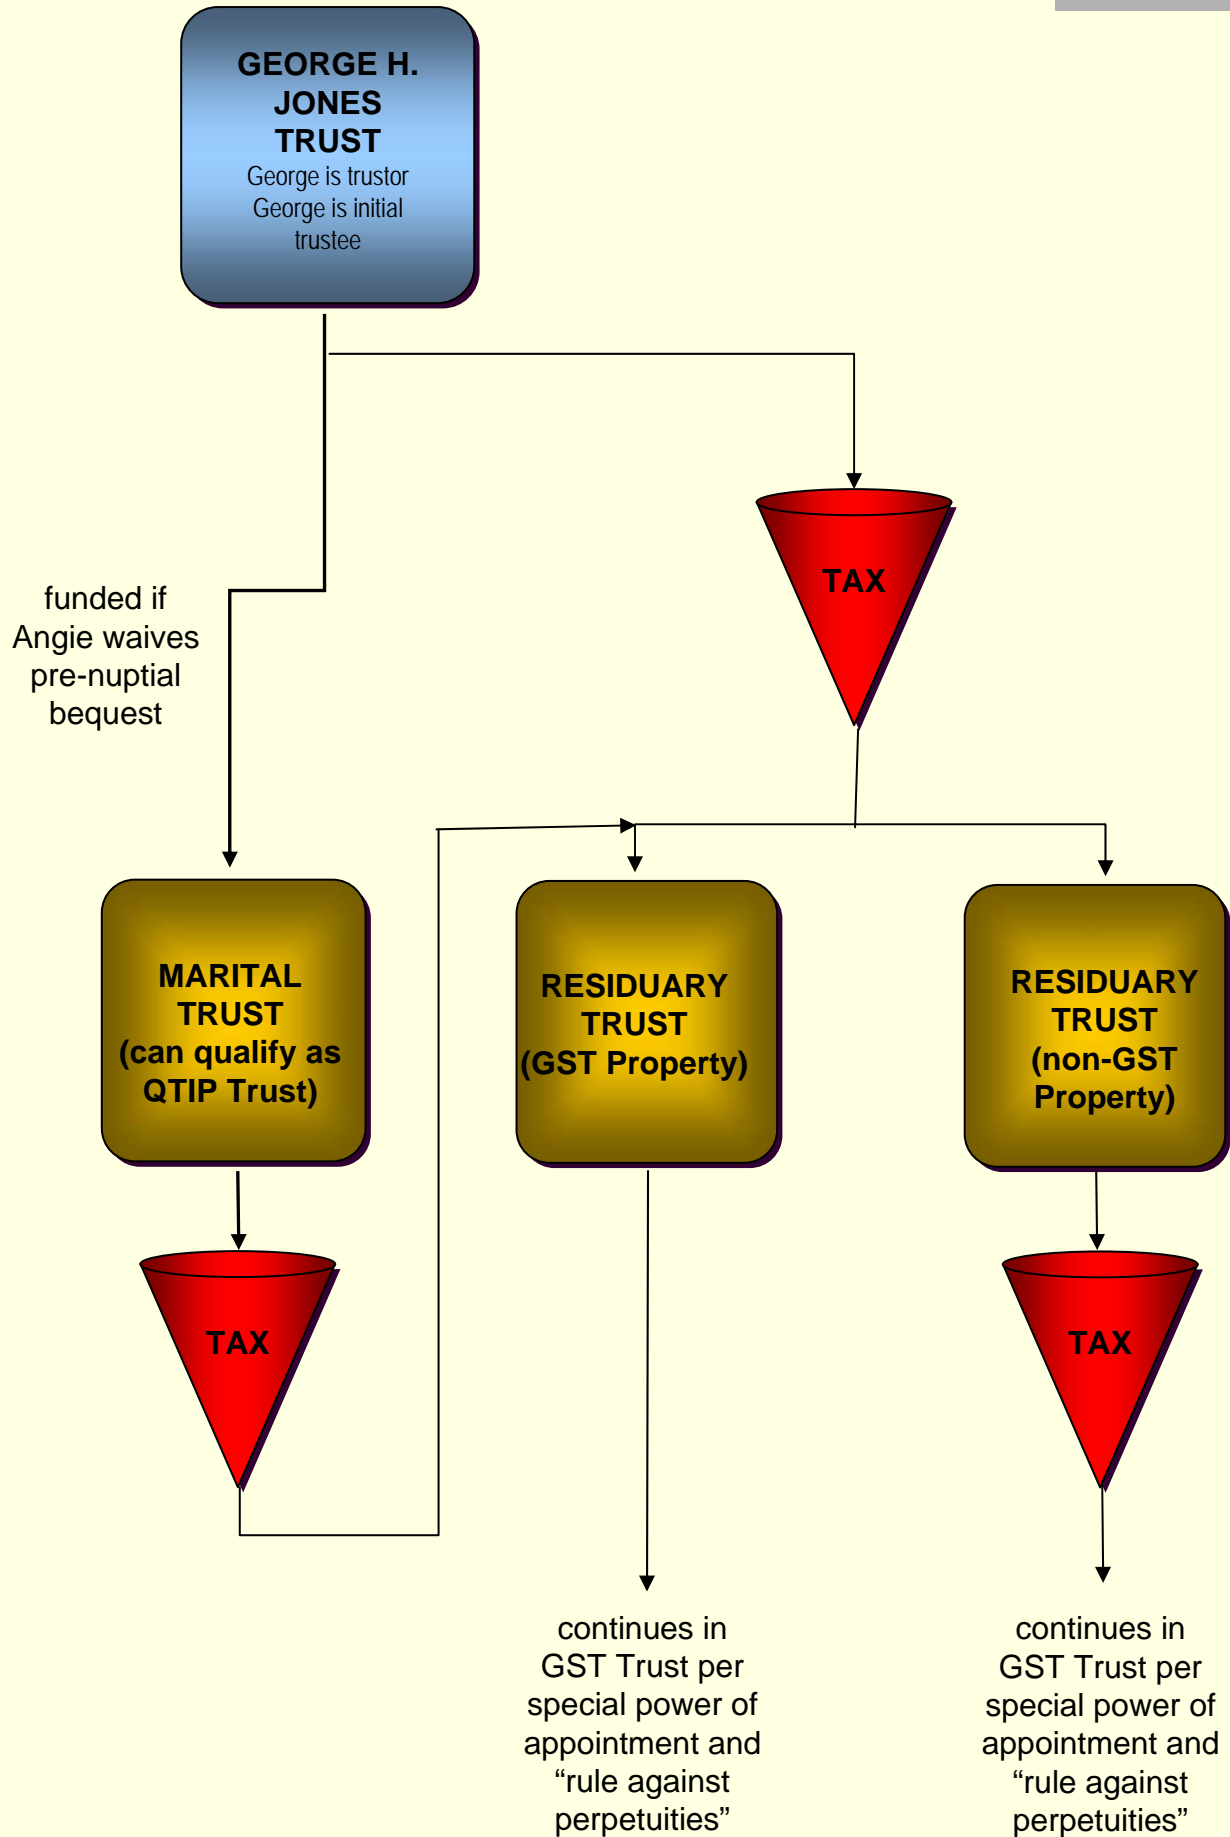 GEORGE H.
JONES
TRUST
George is trustor
George is initial
trustee
TAX
funded if
Angie waives
pre-nuptial
bequest
MARITAL
TRUST
(can qualify as
QTIP Trust)
RESIDUARY
TRUST
(GST Property)
RESIDUARY
TRUST
(non-GST
Property)
TAX
TAX
continues in
GST Trust per
special power of
appointment and
“rule against
perpetuities”
continues in
GST Trust per
special power of
appointment and
“rule against
perpetuities”